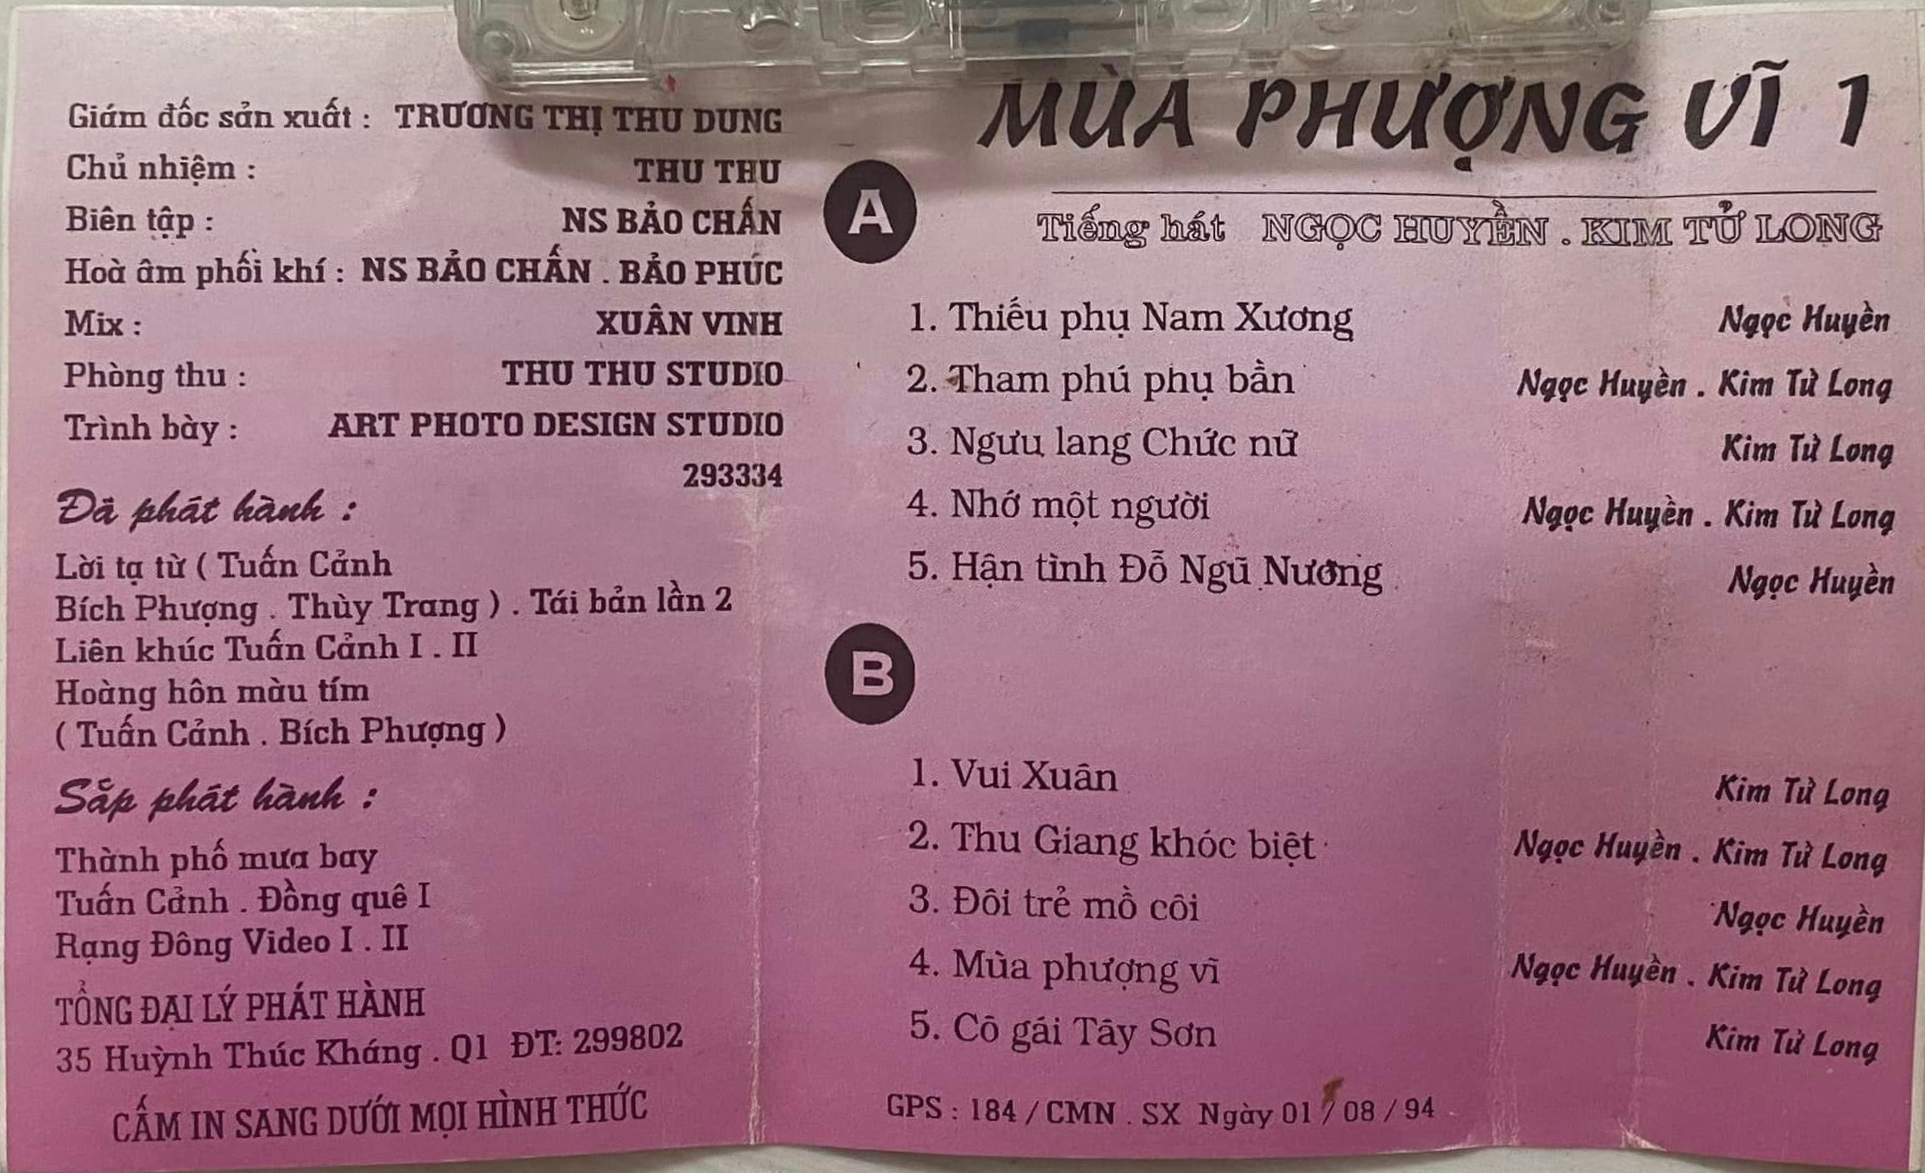 Giám đốc sản xuất : TRƯƠNG THỊ THU DUNG
Chủ nhiệm : THU THU
Biên tập : NS BẢO CHẤN
Hoà âm phối khí : NS BẢO CHẤN . BẢO PHÚC
Mix : XUÂN VINH
Phòng thu : THU THU STUDIO
Trình bày : ART PHOTO DESIGN STUDIO
293334
Đã phát hành :
Lời tạ từ ( Tuấn Cảnh
Bích Phượng . Thùy Trang ) . Tái bản lần 2
Liên khúc Tuấn Cảnh I . II
Hoàng hôn màu tím
( Tuấn Cảnh . Bích Phượng )
Sắp phát hành :
Thành phố mưa bay
Tuấn Cảnh . Đồng quê I
Rạng Đông Video I . II
TỔNG ĐẠI LÝ PHÁT HÀNH
35 Huỳnh Thúc Kháng . Q1 ĐT: 299802
CẤM IN SANG DƯỚI MỌI HÌNH THỨC
MÙA PHƯỢNG VĨ 1
Tiếng hát NGỌC HUYỀN . KIM TỬ LONG
A
1. Thiếu phụ Nam Xương Ngọc Huyền
2. Tham phú phụ bần Ngọc Huyền . Kim Tử Long
3. Ngưu lang Chức nữ Kim Tử Long
4. Nhớ một người Ngọc Huyền . Kim Tử Long
5. Hận tình Đỗ Ngũ Nương Ngọc Huyền
B
1. Vui Xuân Kim Tử Long
2. Thu Giang khóc biệt Ngọc Huyền . Kim Tử Long
3. Đôi trẻ mồ côi Ngọc Huyền
4. Mùa phượng vĩ Ngọc Huyền . Kim Tử Long
5. Cô gái Tây Sơn Kim Tử Long
GPS : 184 / CMN . SX Ngày 01 / 08 / 94